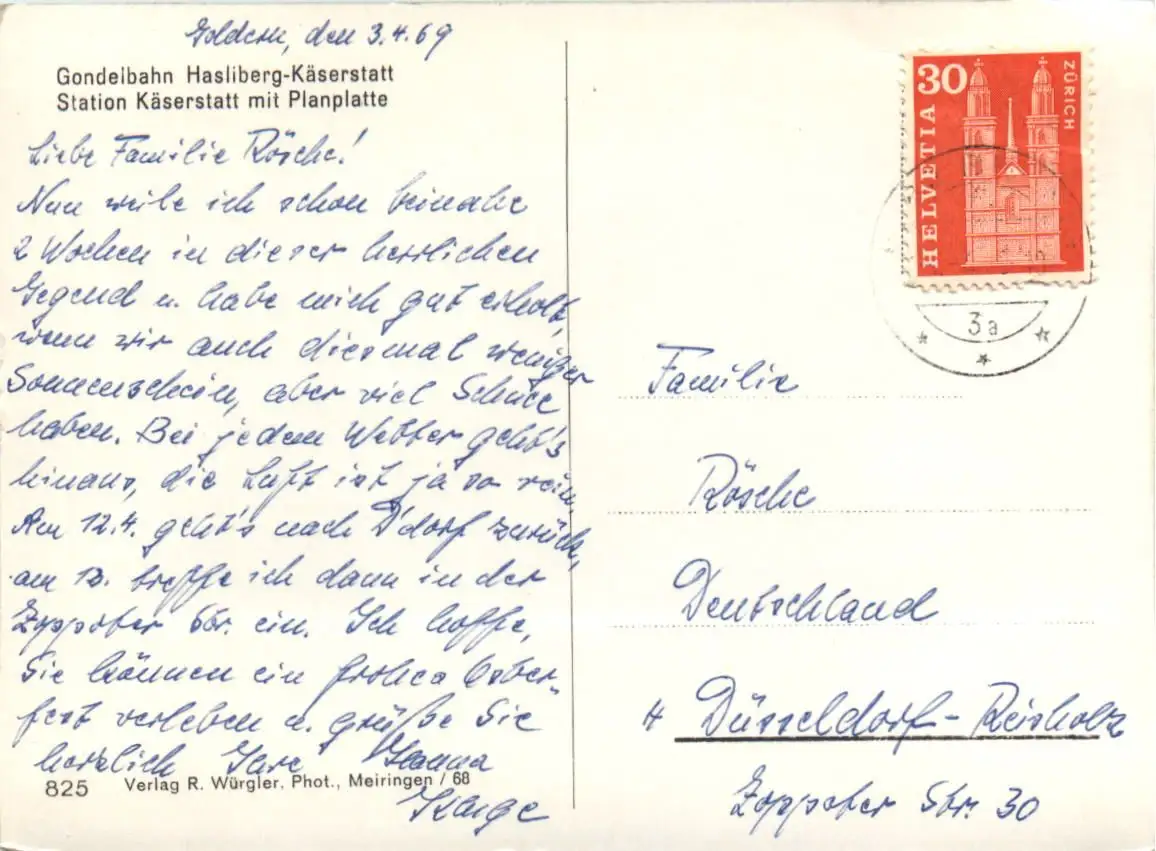 Goldern, den 3.4.69
Gondelbahn Hasliberg-Käserstatt
Station Käserstatt mit Planplatte
Liebe Familie Rösche!
Nun weile ich schon beinahe
2 Wochen in dieser herrlichen
Gegend u. habe mich gut erholt,
wenn wir auch diesmal weniger
Sonnenschein, aber viel Schnee
haben. Bei jedem Wetter geht's
hinaus, die Luft ist ja so rein.
Am 12.4. geht's nach D'dorf zurück,
am 13. treffe ich dann in der
Zoppoter Str. ein. Ich hoffe,
Sie können ein frohes Oster-
fest verleben u. grüße Sie
herzlich Ihre Hanna
Klange
825
Verlag R. Würgler, Phot., Meiringen / 68
30
HELVETIA
ZÜRICH
3a
Familie
Rösche
Deutschland
4 Düsseldorf-Reisholz
Zoppoter Str. 30